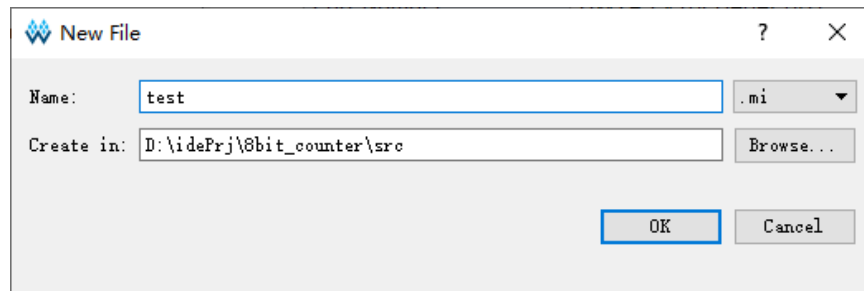 New File
Name: test .mi
Create in: D:\idePrj\8bit_counter\src Browse...
OK Cancel